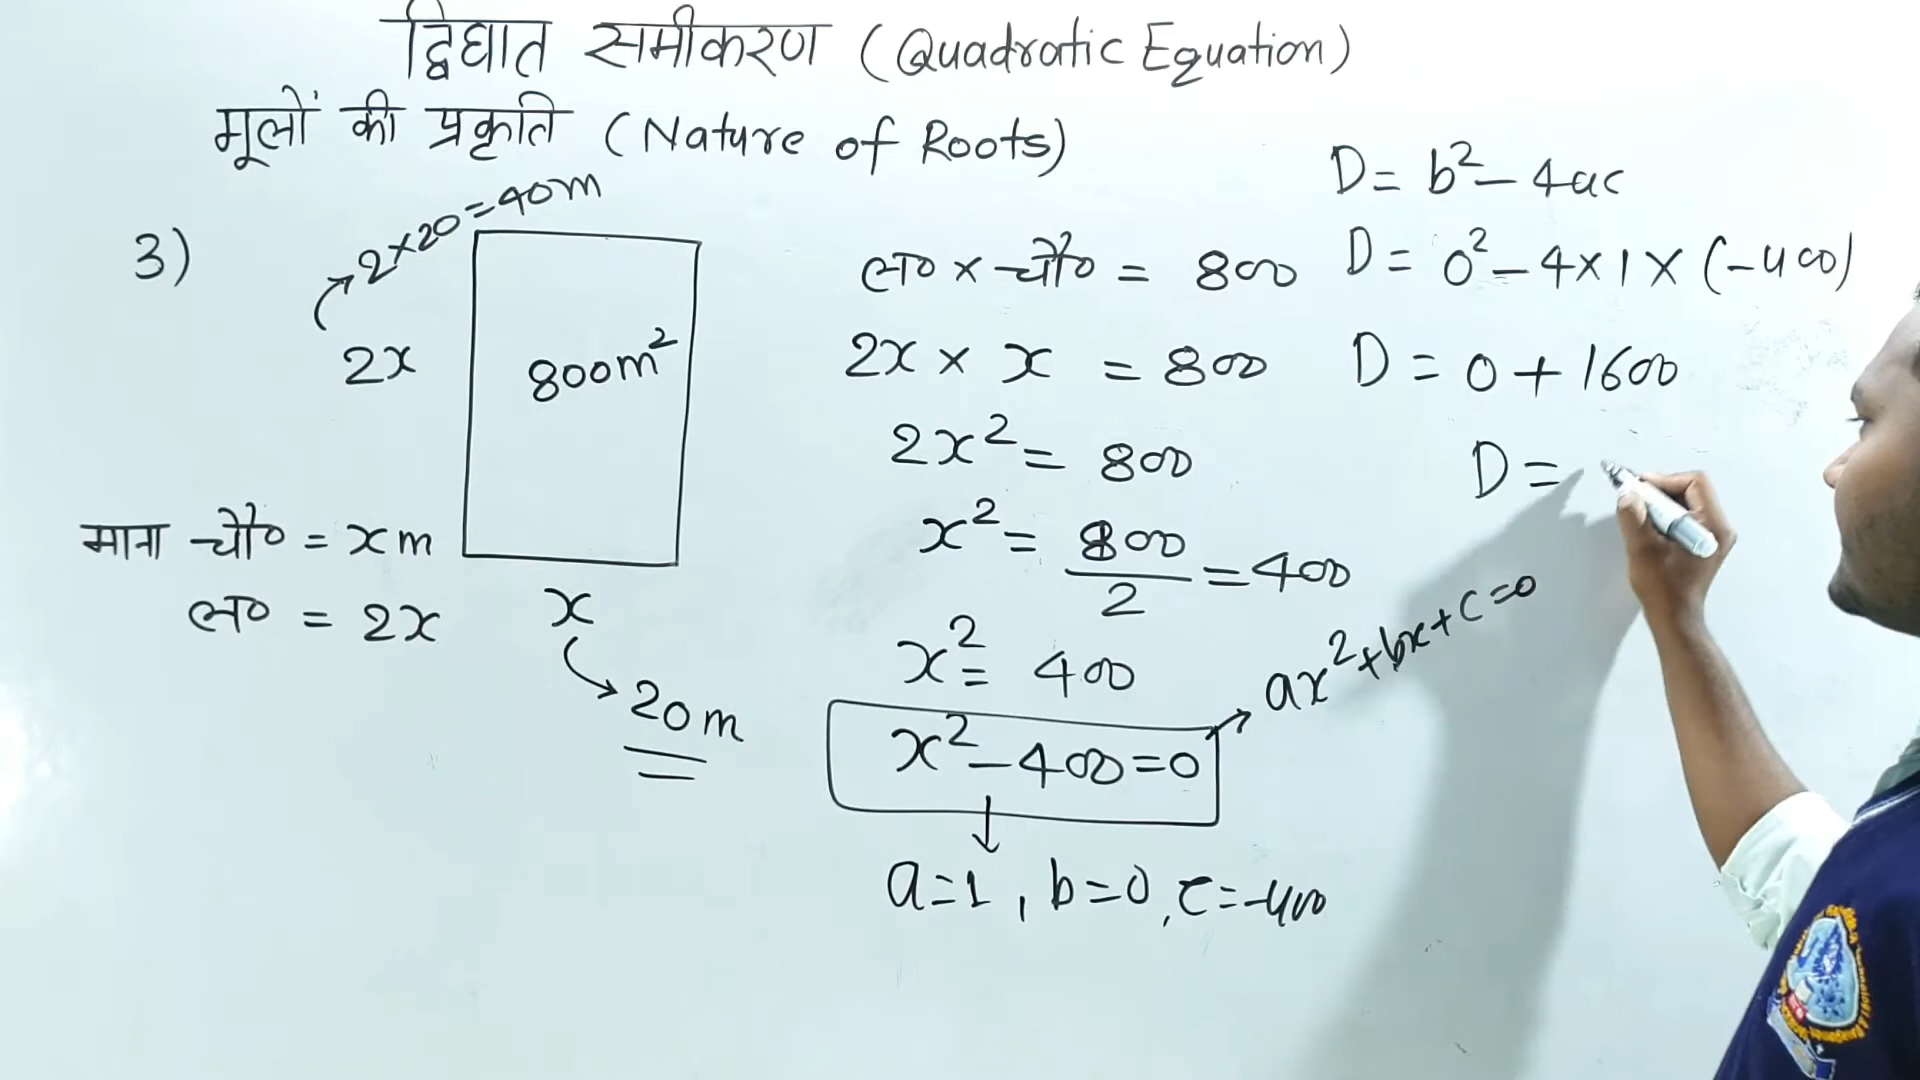 द्विघात समीकरण (Quadratic Equation)
मूलों की प्रकृति (Nature of Roots)
3)
2×20=40m
2x
800m²
माना चौ० = xm
ल० = 2x
x
20m
ल० × चौ० = 800
2x × x = 800
2x² = 800
x² = 800/2 = 400
x² = 400
x²-400=0
ax²+bx+c=0
a=1, b=0, c=-400
D= b²-4ac
D= 0²-4×1×(-400)
D= 0+1600
D=